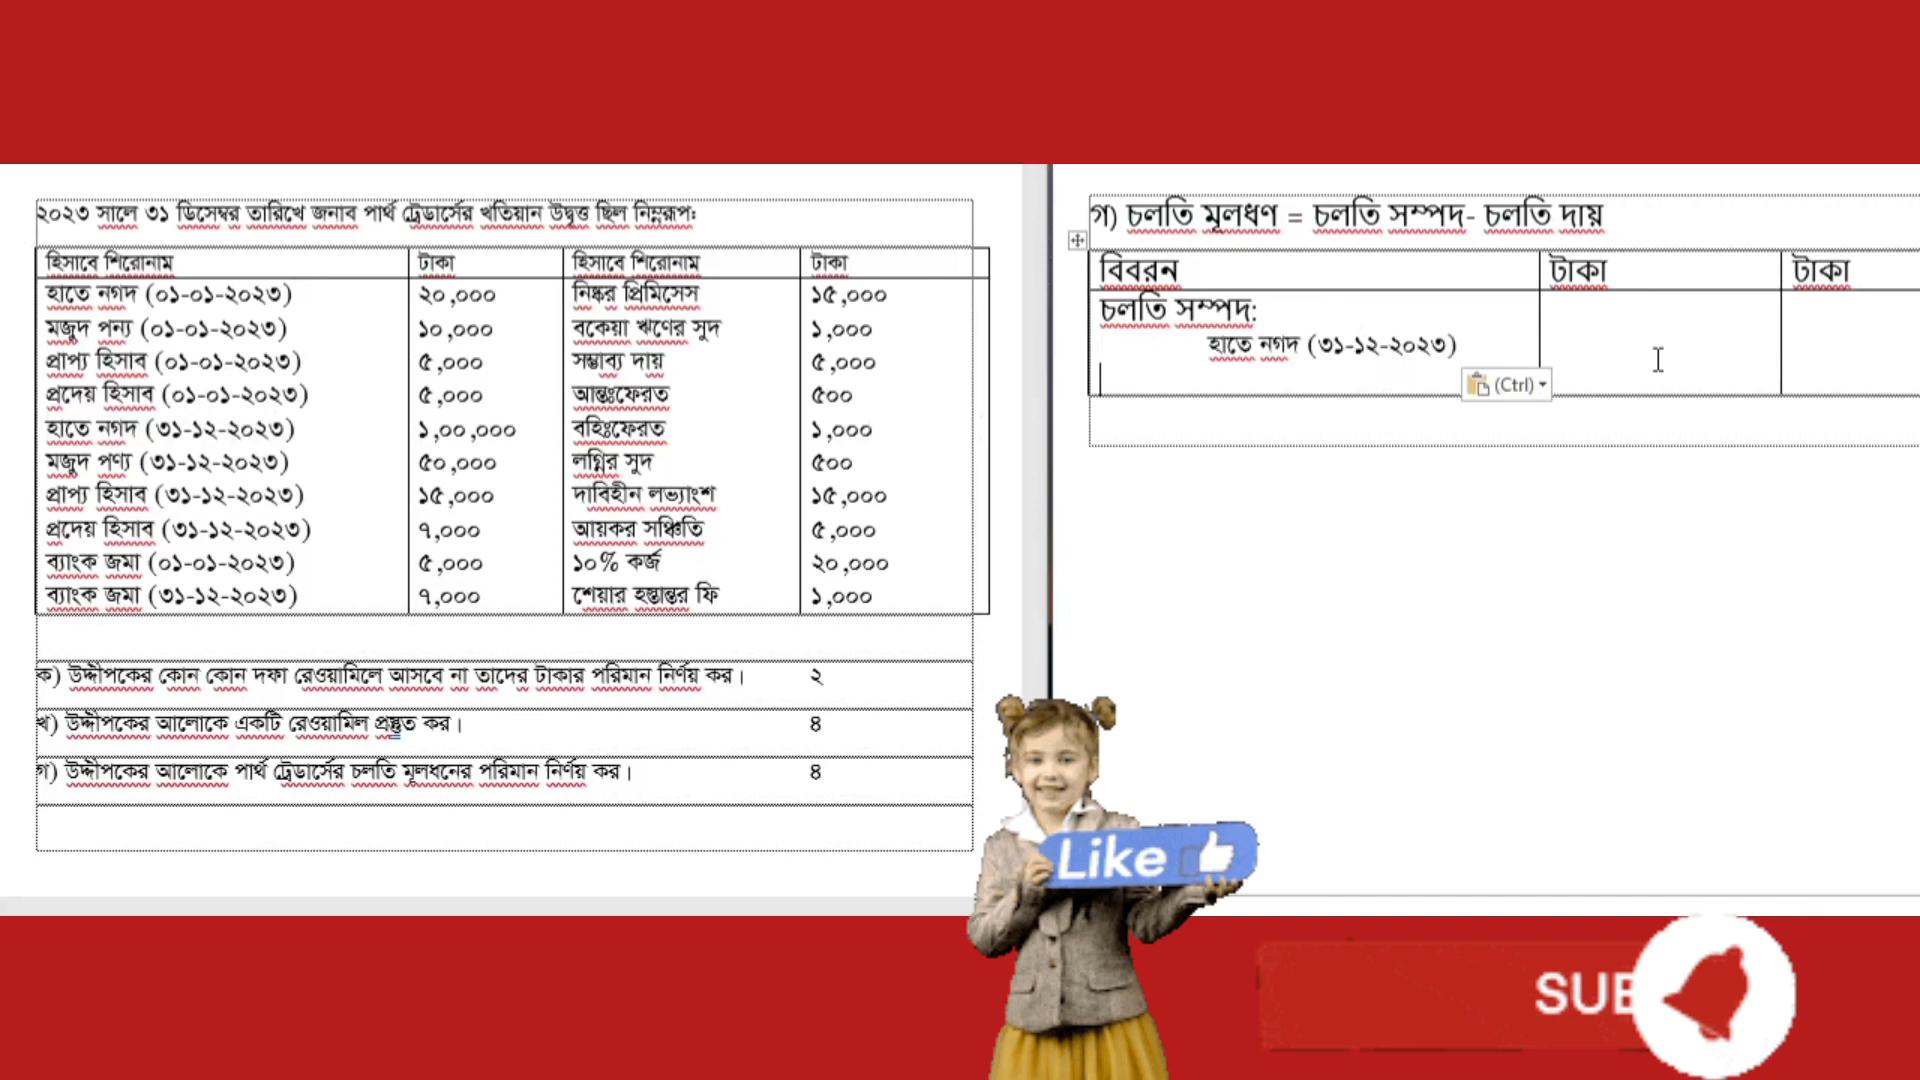 ২০২৩ সালে ৩১ ডিসেম্বর তারিখে জনাব পার্থ ট্রেডার্সের খতিয়ান উদ্বৃত্ত ছিল নিম্নরূপঃ
হিসাবে শিরোনাম টাকা হিসাবে শিরোনাম টাকা
হাতে নগদ (০১-০১-২০২৩) ২০,০০০ নিষ্কর প্রিমিসেস ১৫,০০০
মজুদ পন্য (০১-০১-২০২৩) ১০,০০০ বকেয়া ঋণের সুদ ১,০০০
প্রাপ্য হিসাব (০১-০১-২০২৩) ৫,০০০ সম্ভাব্য দায় ৫,০০০
প্রদেয় হিসাব (০১-০১-২০২৩) ৫,০০০ আন্তঃফেরত ৫০০
হাতে নগদ (৩১-১২-২০২৩) ১,০০,০০০ বহিঃফেরত ১,০০০
মজুদ পণ্য (৩১-১২-২০২৩) ৫০,০০০ লগ্নির সুদ ৫০০
প্রাপ্য হিসাব (৩১-১২-২০২৩) ১৫,০০০ দাবিহীন লভ্যাংশ ১৫,০০০
প্রদেয় হিসাব (৩১-১২-২০২৩) ৭,০০০ আয়কর সঞ্চিতি ৫,০০০
ব্যাংক জমা (০১-০১-২০২৩) ৫,০০০ ১০% কর্জ ২০,০০০
ব্যাংক জমা (৩১-১২-২০২৩) ৭,০০০ শেয়ার হস্তান্তর ফি ১,০০০
ক) উদ্দীপকের কোন কোন দফা রেওয়ামিলে আসবে না তাদের টাকার পরিমান নির্ণয় কর। ২
খ) উদ্দীপকের আলোকে একটি রেওয়ামিল প্রস্তুত কর। ৪
গ) উদ্দীপকের আলোকে পার্থ ট্রেডার্সের চলতি মূলধনের পরিমান নির্ণয় কর। ৪
গ) চলতি মূলধণ = চলতি সম্পদ- চলতি দায়
বিবরন টাকা টাকা
চলতি সম্পদ:
হাতে নগদ (৩১-১২-২০২৩)
(Ctrl)
Like
SUB